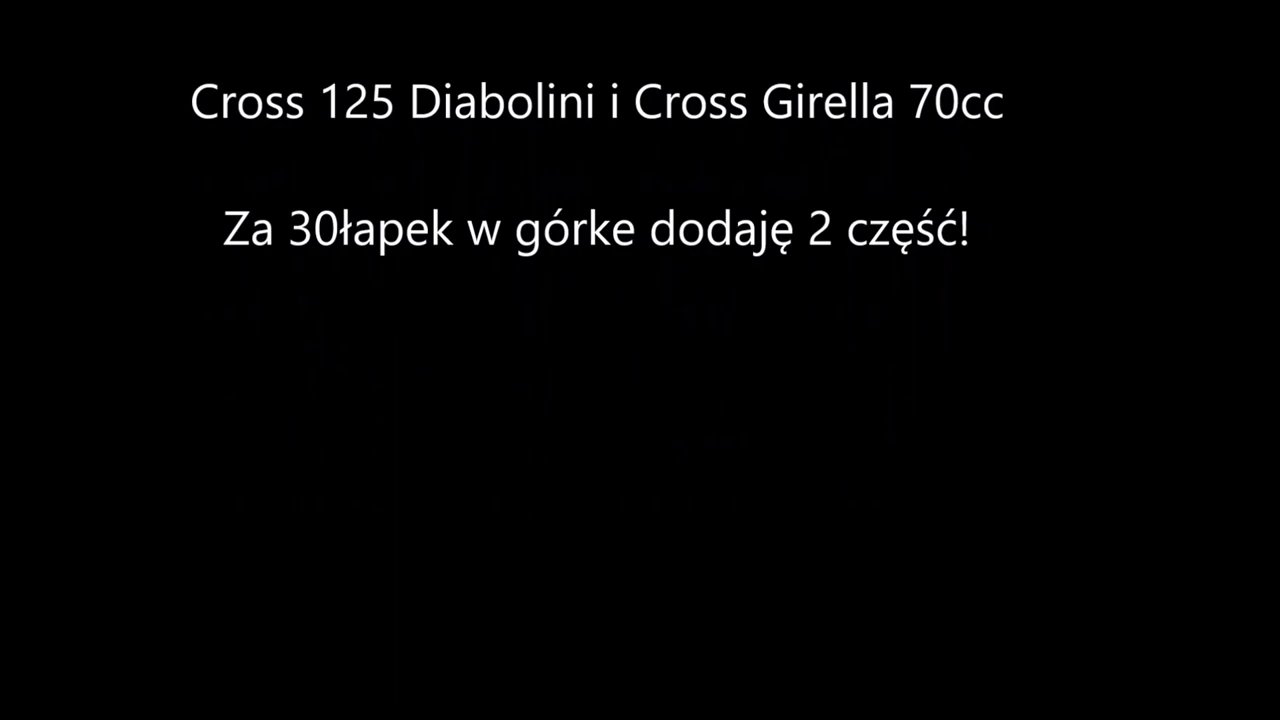 Cross 125 Diabolini i Cross Girella 70cc
Za 30łapek w górke dodaję 2 część!